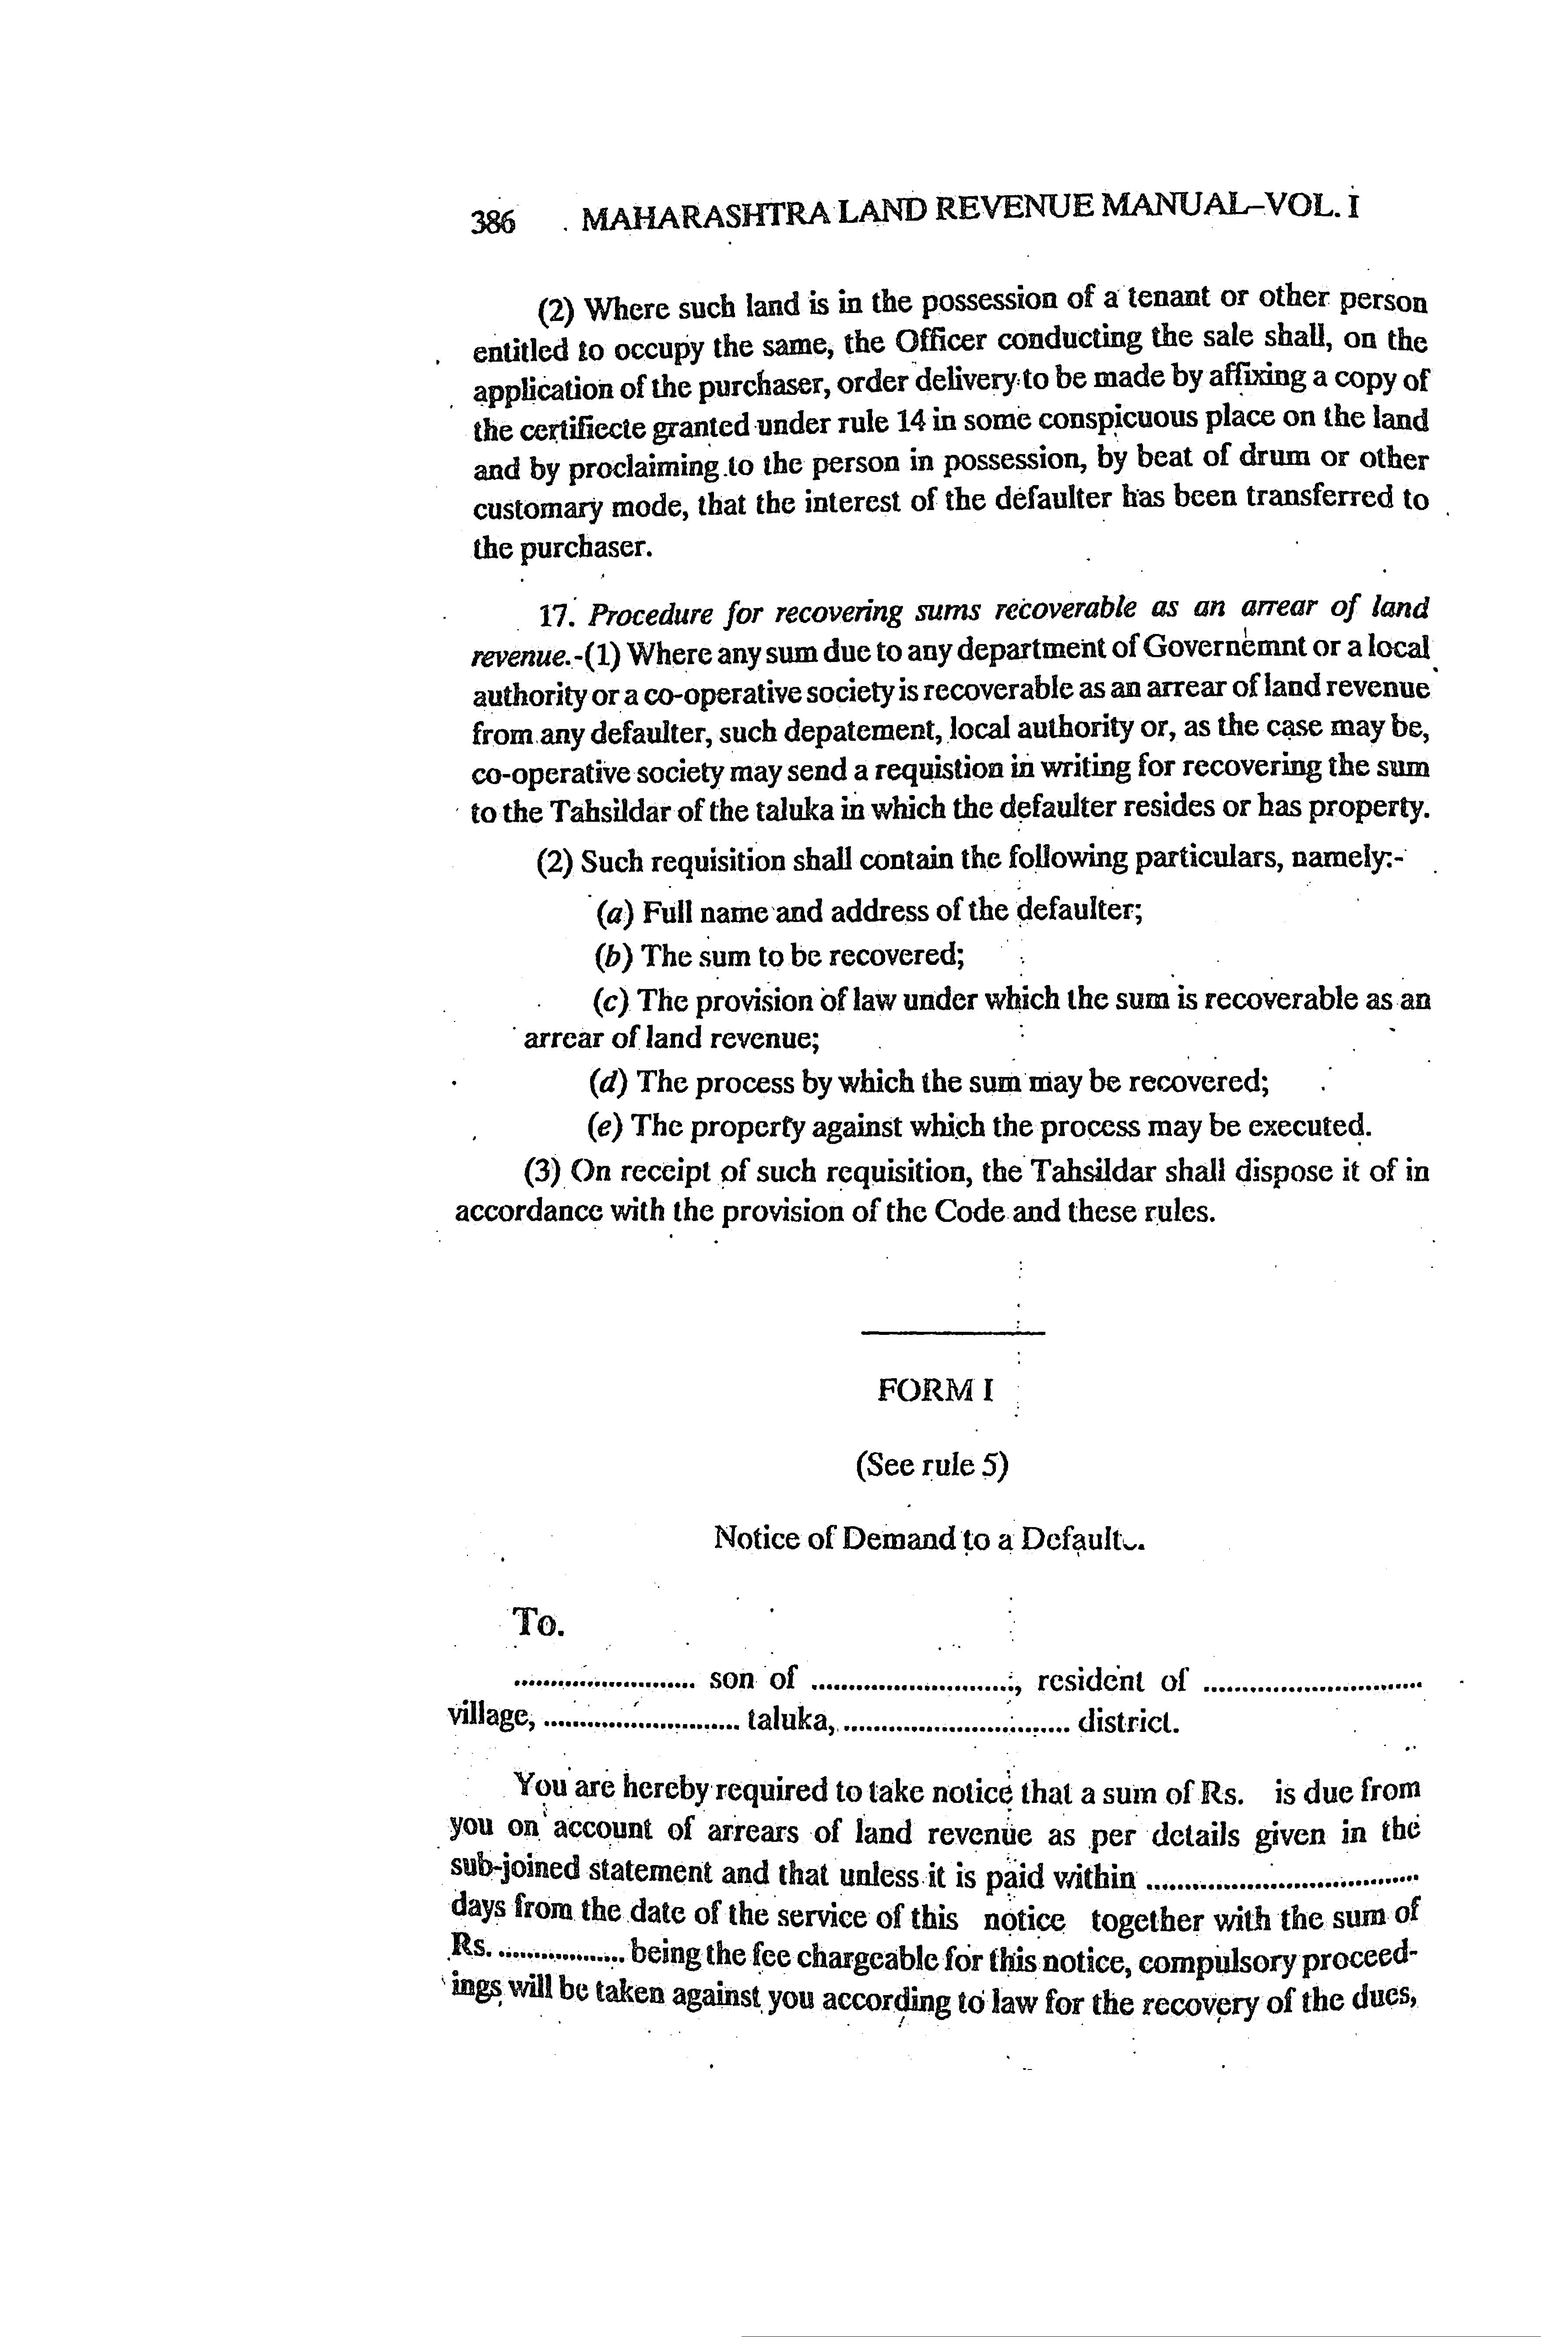 386 MAHARASHTRA LAND REVENUE MANUAL–VOL. I
(2) Where such land is in the possession of a tenant or other person
entitled to occupy the same, the Officer conducting the sale shall, on the
application of the purchaser, order delivery to be made by affixing a copy of
the certifiecte granted under rule 14 in some conspicuous place on the land
and by proclaiming to the person in possession, by beat of drum or other
customary mode, that the interest of the defaulter has been transferred to
the purchaser.
17. Procedure for recovering sums recoverable as an arrear of land
revenue.-(1) Where any sum due to any department of Governemnt or a local
authority or a co-operative society is recoverable as an arrear of land revenue
from any defaulter, such depatement, local authority or, as the case may be,
co-operative society may send a requistion in writing for recovering the sum
to the Tahsildar of the taluka in which the defaulter resides or has property.
(2) Such requisition shall contain the following particulars, namely:-
(a) Full name and address of the defaulter;
(b) The sum to be recovered;
(c) The provision of law under which the sum is recoverable as an
arrear of land revenue;
(d) The process by which the sum may be recovered;
(e) The property against which the process may be executed.
(3) On receipt of such requisition, the Tahsildar shall dispose it of in
accordance with the provision of the Code and these rules.
FORM I
(See rule 5)
Notice of Demand to a
To.
......................... son of ..........................., resident of .............................
village, ........................... taluka, ............................... district.
You are hereby required to take notice that a sum of Rs. is due from
you on account of arrears of land revenue as per details given in the
sub-joined statement and that unless it is paid within .....................................
days from the date of the service of this notice together with the sum of
Rs. ................. being the fee chargeable for this notice, compulsory proceed-
ings will be taken against you according to law for the recovery of the dues,